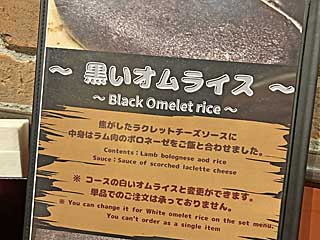 ～ 黒いオムライス ～
～ Black Omelet rice ～
焦がしたラクレットチーズソースに
中身はラム肉のボロネーゼをご飯と合わせました。
Contents：Lamb bolognese aod rice
Sauce：Sauce of scorched laclette cheese
※ コースの白いオムライスと変更ができます。
単品でのご注文は承っておりません。
※ You can change it for White omelet rice on the set menu.
You can't order as a single item